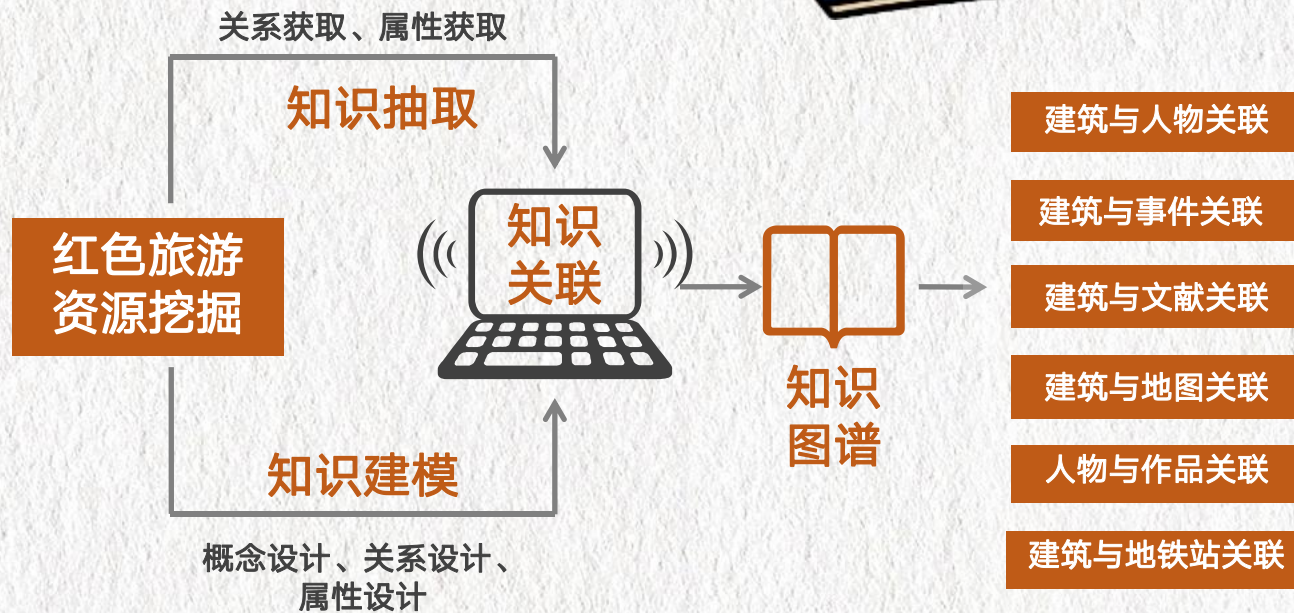 关系获取、属性获取
知识抽取
红色旅游
资源挖掘
知识建模
概念设计、关系设计、
属性设计
知识
关联
知识
图谱
建筑与人物关联
建筑与事件关联
建筑与文献关联
建筑与地图关联
人物与作品关联
建筑与地铁站关联